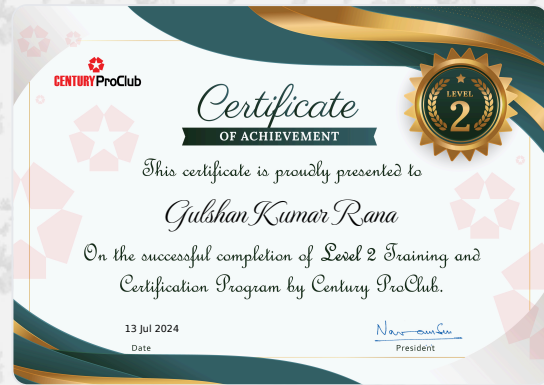 CENTURY ProClub
LEVEL
2
Certificate
OF ACHIEVEMENT
This certificate is proudly presented to
Gulshan Kumar Rana
On the successful completion of Level 2 Training and
Certification Program by Century ProClub.
13 Jul 2024
Date
President